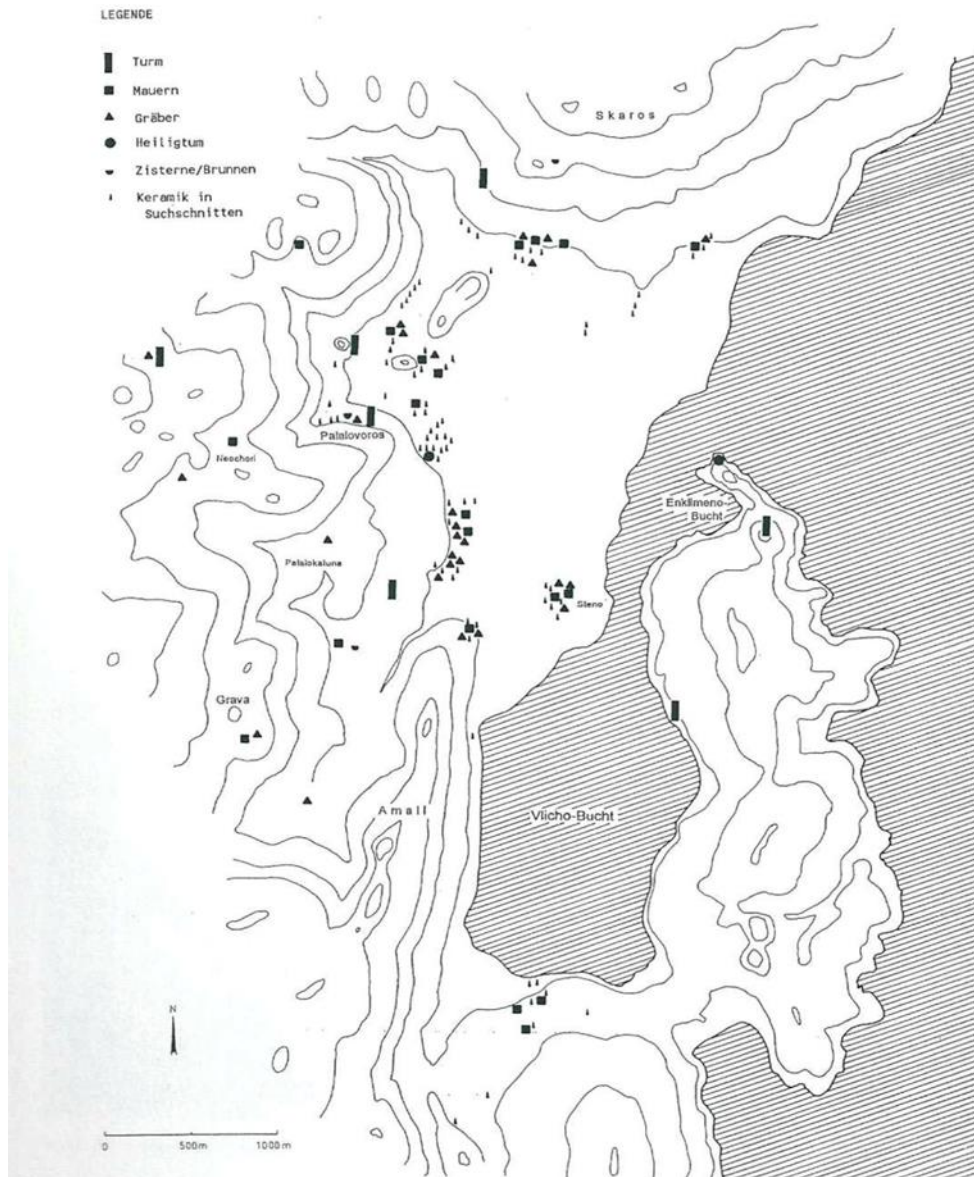 LEGENDE
Turm
Mauern
Gräber
Heiligtum
Zisterne/Brunnen
Keramik in
Suchschnitten
Skaros
Palaiovoros
Neochori
Enklimeno-
Bucht
Palalokaluna
Steno
Grava
Amali
Vlicho-Bucht
N
0 500m 1000m